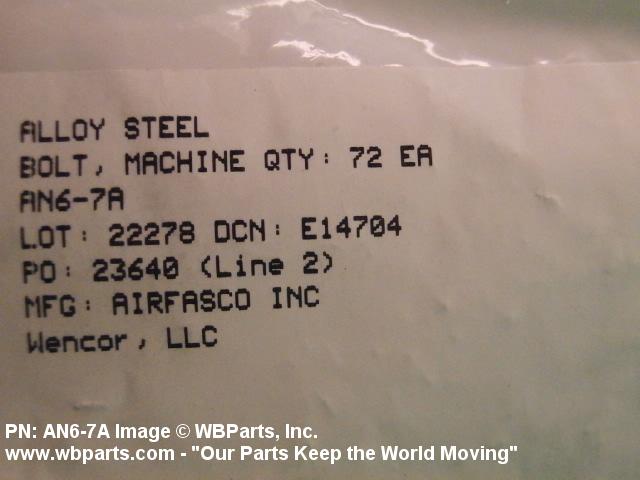 ALLOY STEEL
BOLT, MACHINE QTY: 72 EA
AN6-7A
LOT: 22278 DCN: E14704
PO: 23640 (Line 2)
MFG: AIRFASCO INC
Wencor, LLC
PN: AN6-7A Image © WBParts, Inc.
www.wbparts.com - "Our Parts Keep the World Moving"